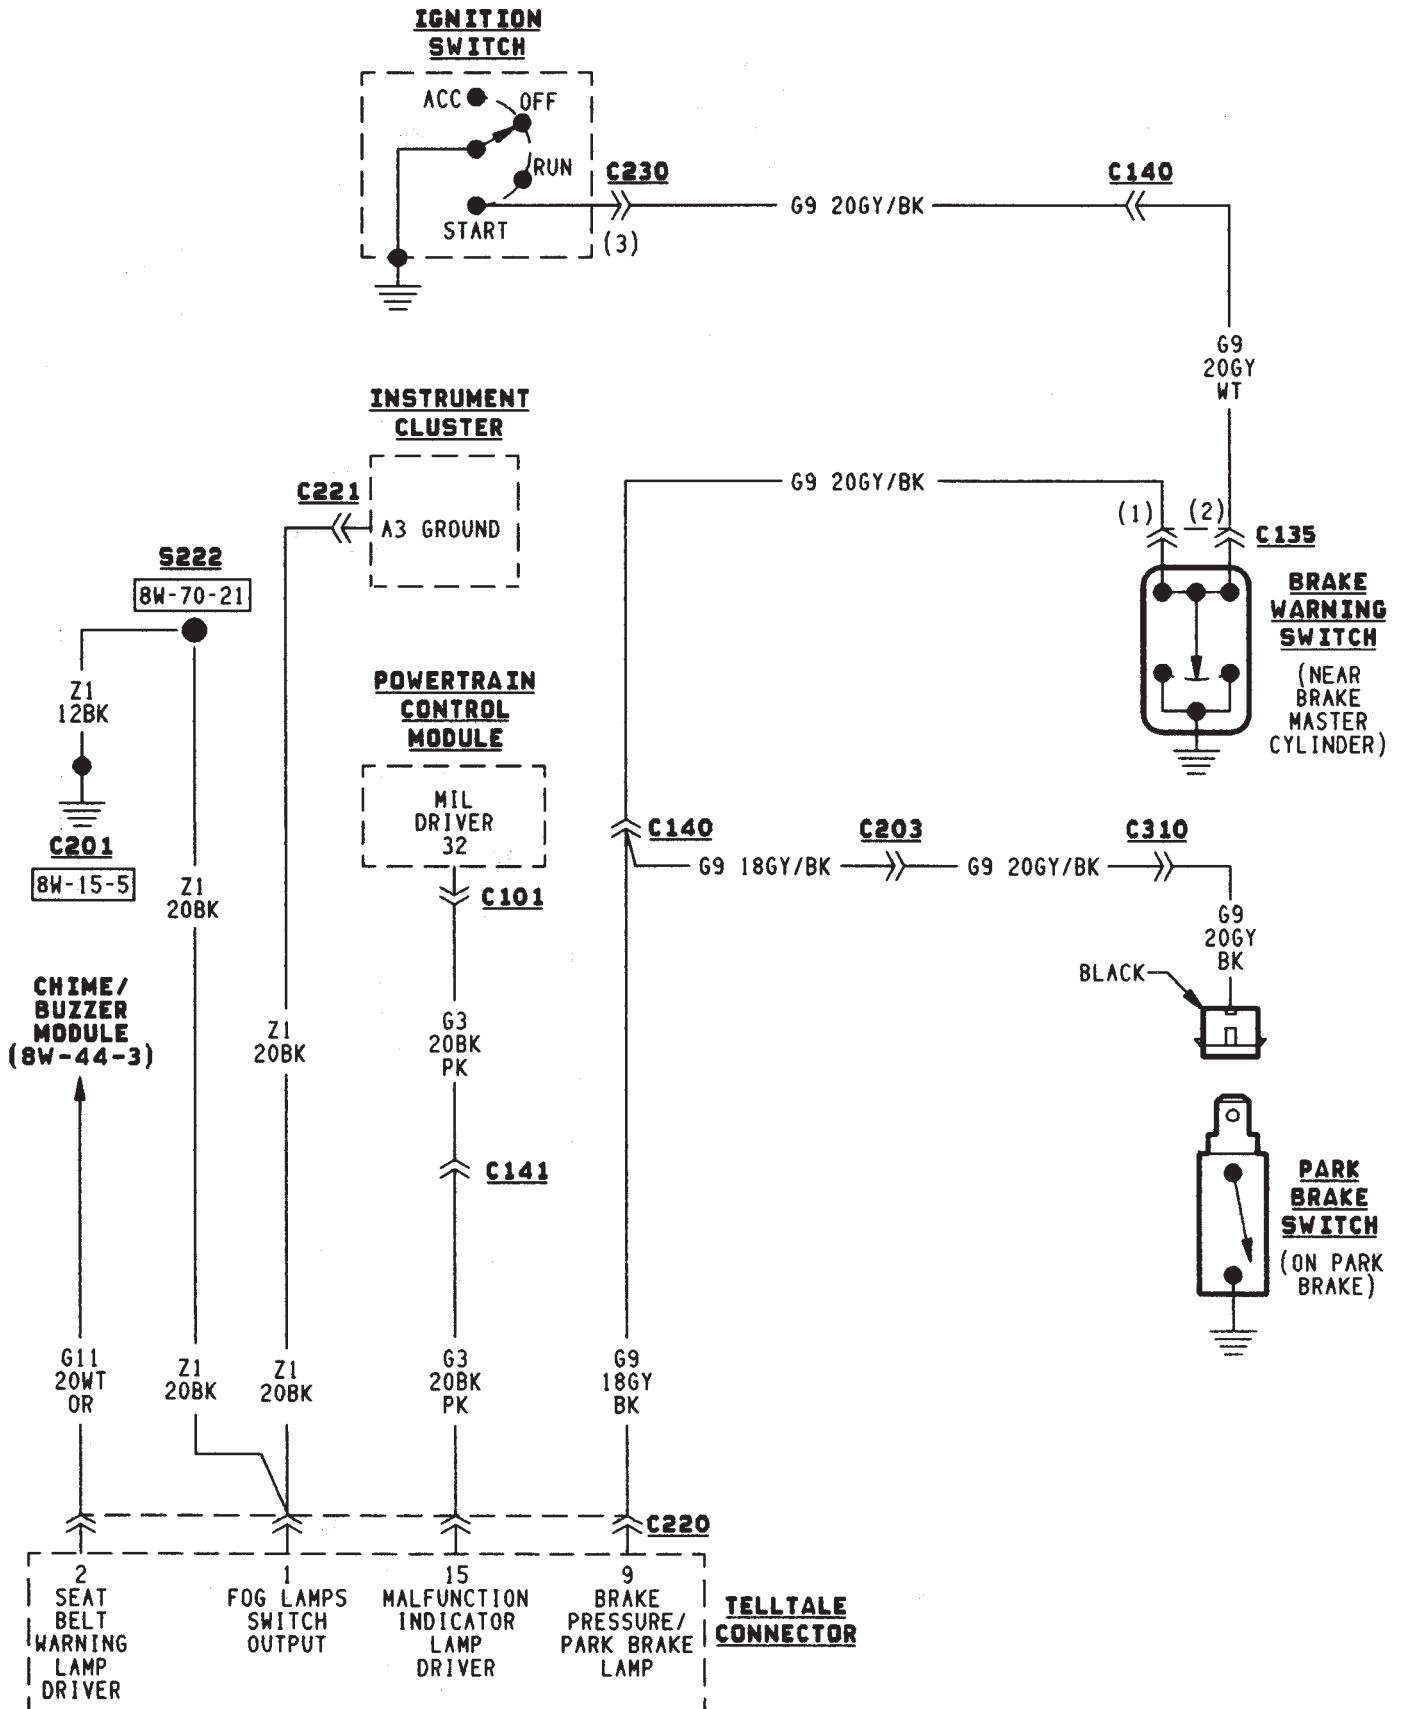 IGNITION
SWITCH
ACC
OFF
RUN
START
C230
(3)
G9 20GY/BK
C140
G9
20GY
WT
INSTRUMENT
CLUSTER
C221
A3 GROUND
G9 20GY/BK
(1)
(2)
C135
BRAKE
WARNING
SWITCH
(NEAR
BRAKE
MASTER
CYLINDER)
S222
8W-70-21
Z1
12BK
C201
8W-15-5
POWERTRAIN
CONTROL
MODULE
MIL
DRIVER
32
C101
C140
G9 18GY/BK
C203
G9 20GY/BK
C310
G9
20GY
BK
BLACK
Z1
20BK
CHIME/
BUZZER
MODULE
(8W-44-3)
Z1
20BK
G3
20BK
PK
C141
PARK
BRAKE
SWITCH
(ON PARK
BRAKE)
G11
20WT
OR
Z1
20BK
Z1
20BK
G3
20BK
PK
G9
18GY
BK
C220
2
SEAT
BELT
WARNING
LAMP
DRIVER
1
FOG LAMPS
SWITCH
OUTPUT
15
MALFUNCTION
INDICATOR
LAMP
DRIVER
9
BRAKE
PRESSURE/
PARK BRAKE
LAMP
TELLTALE
CONNECTOR